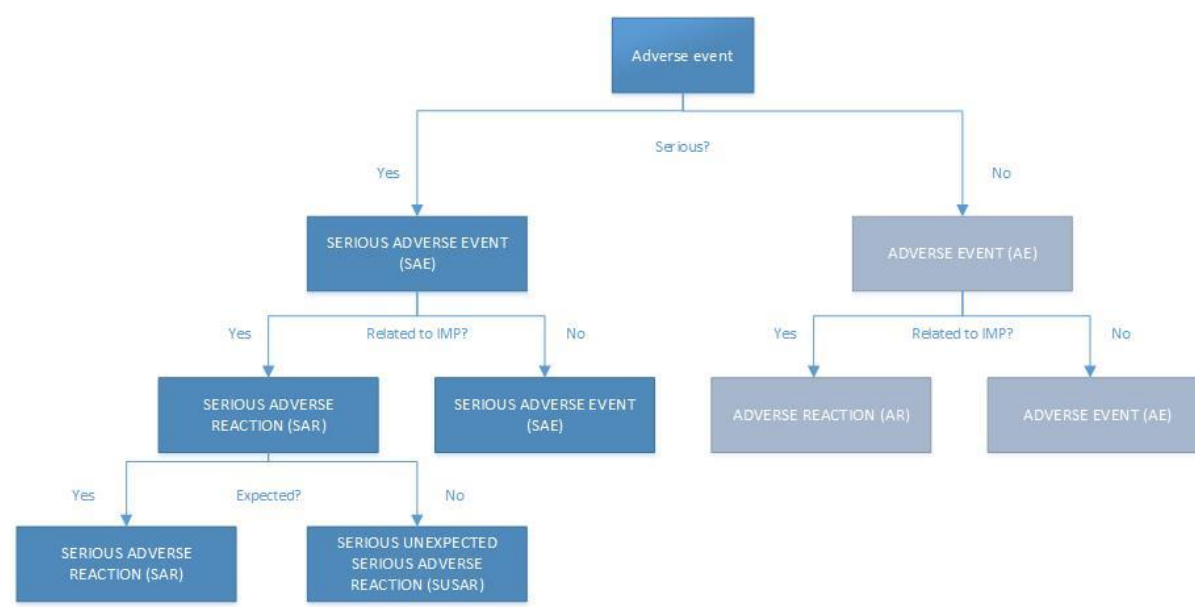 Adverse event
Serious?
Yes
No
SERIOUS ADVERSE EVENT
(SAE)
ADVERSE EVENT (AE)
Yes
Related to IMP?
No
Yes
Related to IMP?
No
SERIOUS ADVERSE
REACTION (SAR)
SERIOUS ADVERSE EVENT
(SAE)
ADVERSE REACTION (AR)
ADVERSE EVENT (AE)
Yes
Expected?
No
SERIOUS ADVERSE
REACTION (SAR)
SERIOUS UNEXPECTED
SERIOUS ADVERSE
REACTION (SUSAR)